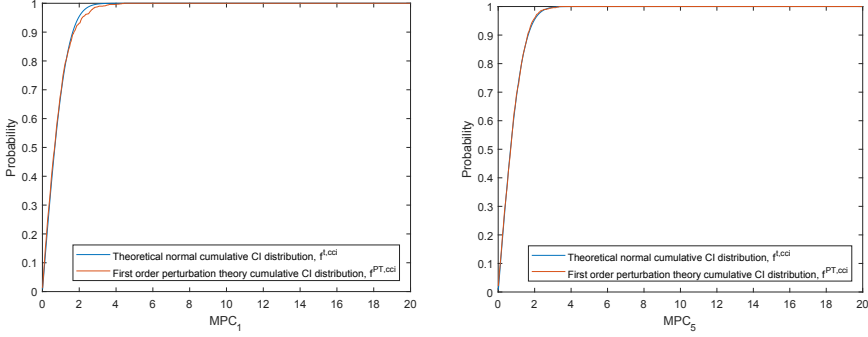 1
0.9
0.8
0.7
0.6
0.5
0.4
0.3
0.2
0.1
0
Probability
Theoretical normal cumulative CI distribution, f^t,cci
First order perturbation theory cumulative CI distribution, f^PT,cci
0 2 4 6 8 10 12 14 16 18 20
MPC_1
1
0.9
0.8
0.7
0.6
0.5
0.4
0.3
0.2
0.1
0
Probability
Theoretical normal cumulative CI distribution, f^t,cci
First order perturbation theory cumulative CI distribution, f^PT,cci
0 2 4 6 8 10 12 14 16 18 20
MPC_5